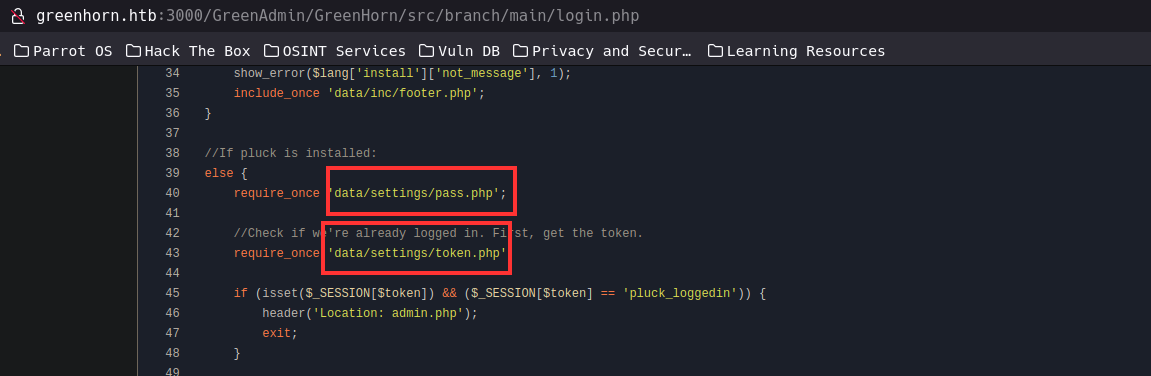 greenhorn.htb:3000/GreenAdmin/GreenHorn/src/branch/main/login.php
Parrot OS Hack The Box OSINT Services Vuln DB Privacy and Secur… Learning Resources
34 show_error($lang['install']['not_message'], 1);
35 include_once 'data/inc/footer.php';
36 }
37
38 //If pluck is installed:
39 else {
40 require_once 'data/settings/pass.php';
41
42 //Check if we're already logged in. First, get the token.
43 require_once 'data/settings/token.php'
44
45 if (isset($_SESSION[$token]) && ($_SESSION[$token] == 'pluck_loggedin')) {
46 header('Location: admin.php');
47 exit;
48 }
49